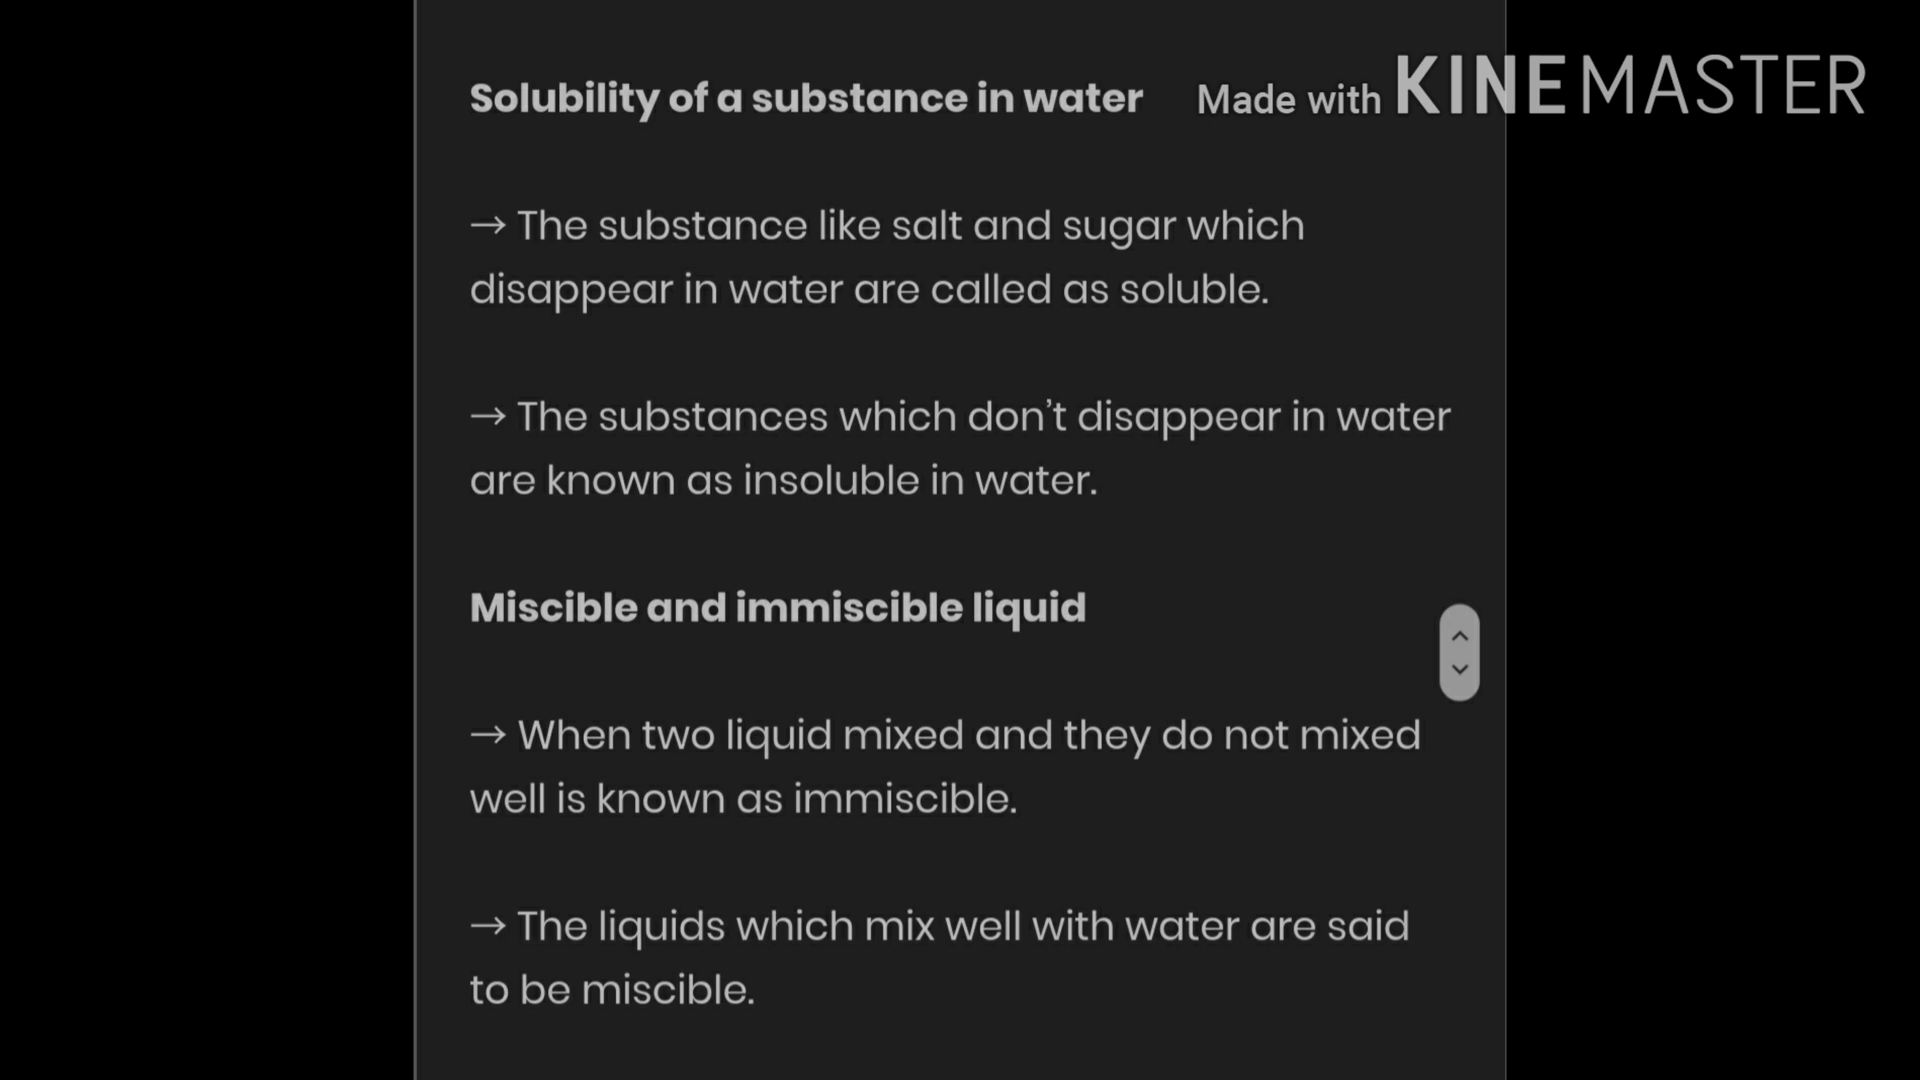 Solubility of a substance in water
Made with KINEMASTER
→ The substance like salt and sugar which
disappear in water are called as soluble.
→ The substances which don’t disappear in water
are known as insoluble in water.
Miscible and immiscible liquid
→ When two liquid mixed and they do not mixed
well is known as immiscible.
→ The liquids which mix well with water are said
to be miscible.